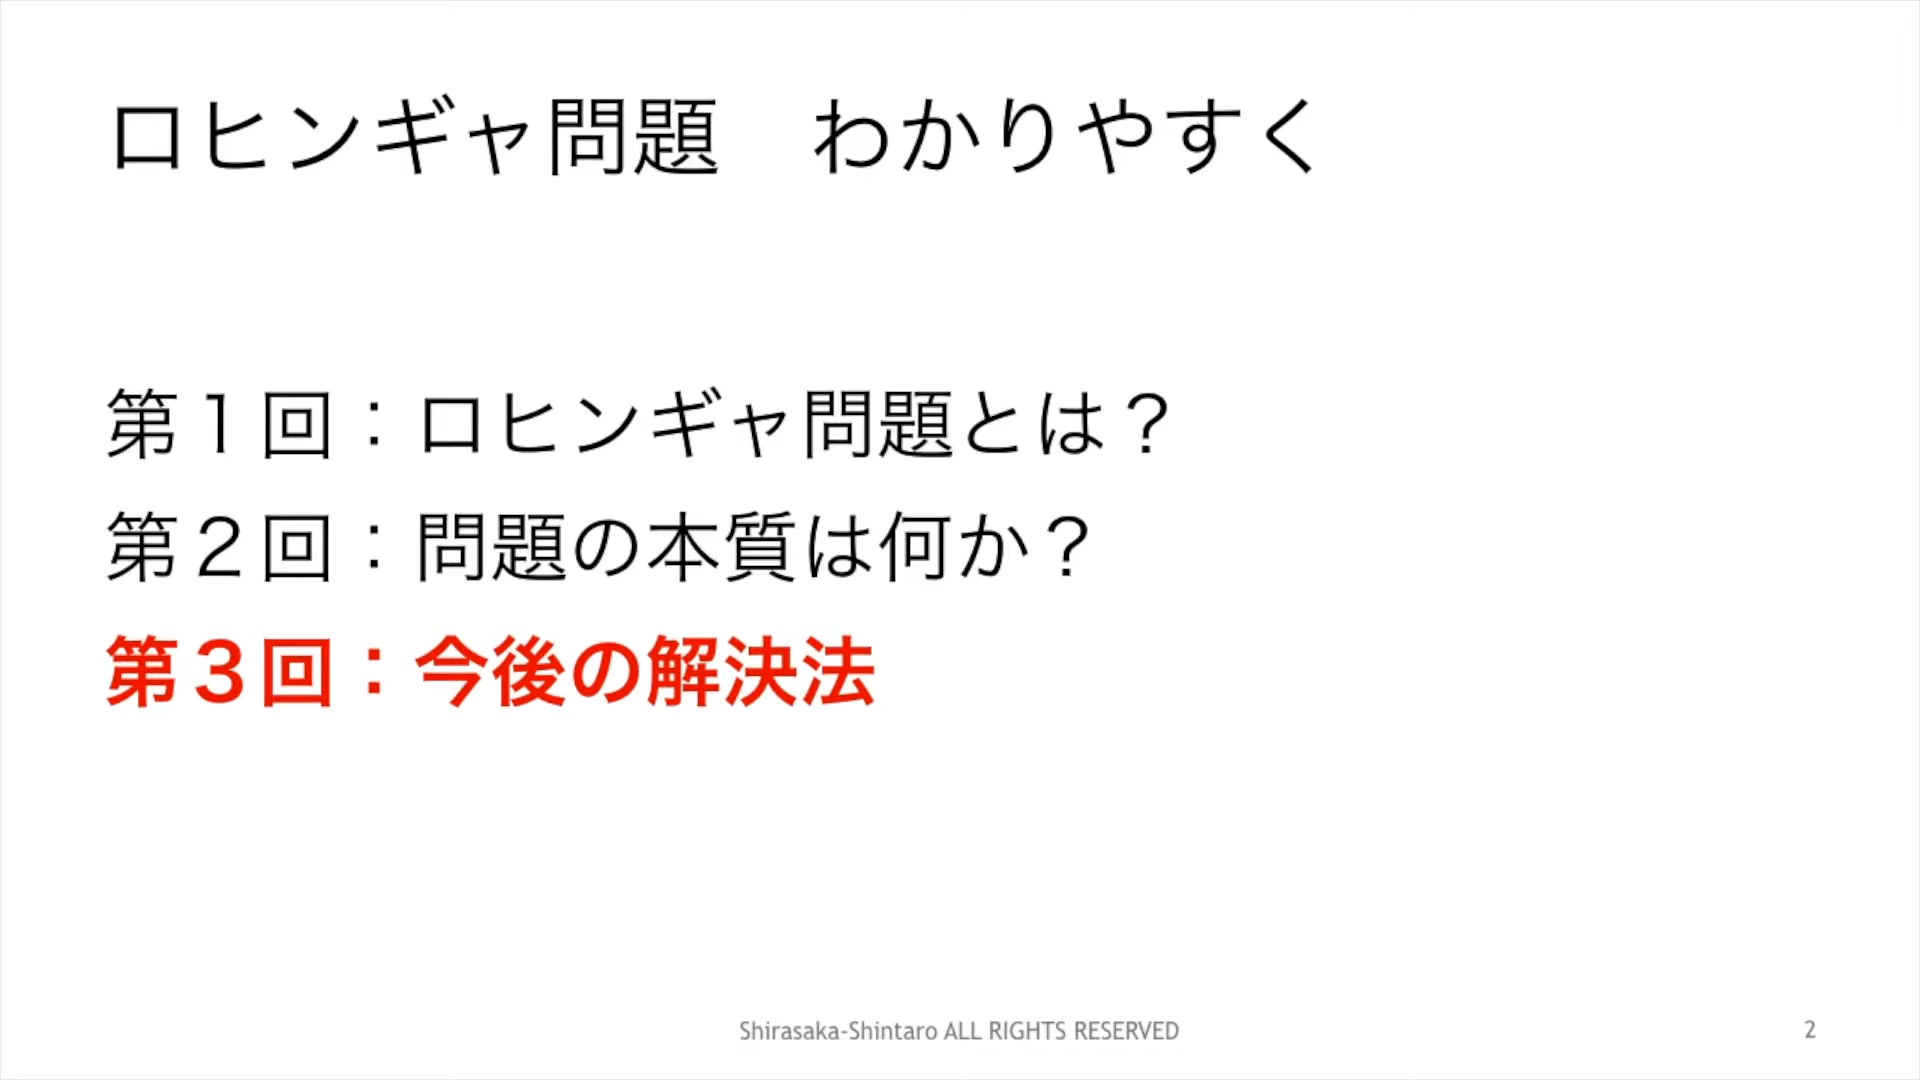 ロヒンギャ問題　わかりやすく
第１回：ロヒンギャ問題とは？
第２回：問題の本質は何か？
第３回：今後の解決法
Shirasaka-Shintaro ALL RIGHTS RESERVED
2